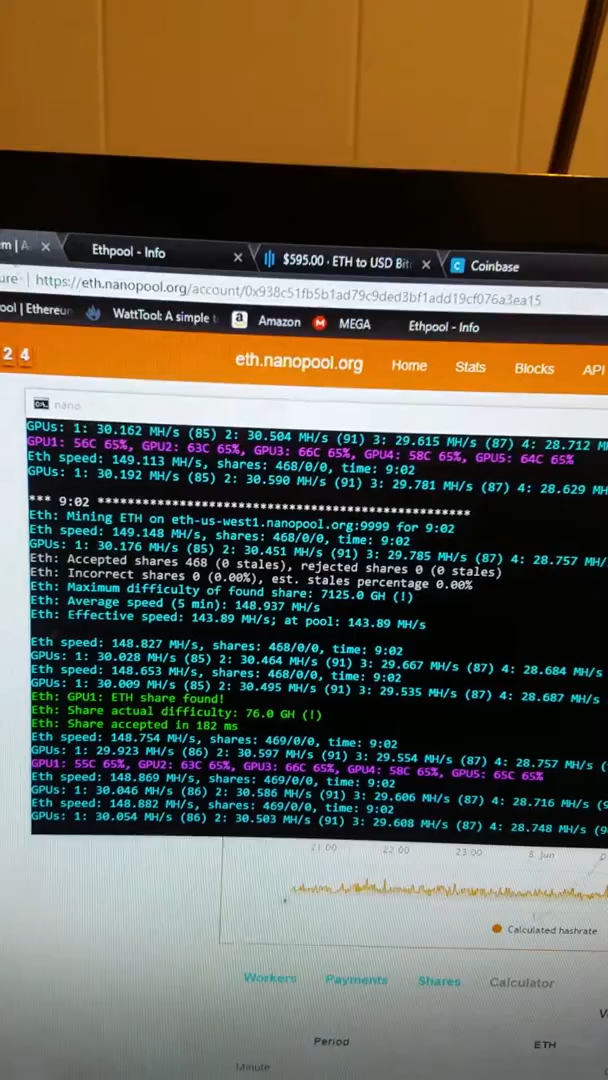 Ethpool - Info
$595.00 · ETH to USD Bit
Coinbase
https://eth.nanopool.org/account/0x938c51fb5b1ad79c9ded3bf1add19cf076a3ea15
WattTool: A simple
Amazon
MEGA
Ethpool - Info
24
eth.nanopool.org
Home
Stats
Blocks
API
nano
GPUs: 1: 30.162 MH/s (85) 2: 30.504 MH/s (91) 3: 29.615 MH/s (87) 4: 28.712
GPU1: 56C 65%, GPU2: 63C 65%, GPU3: 66C 65%, GPU4: 58C 65%, GPU5: 64C 65%
Eth speed: 149.113 MH/s, shares: 468/0/0, time: 9:02
GPUs: 1: 30.192 MH/s (85) 2: 30.590 MH/s (91) 3: 29.781 MH/s (87) 4: 28.629 MH
*** 9:02 **************************************************
Eth: Mining ETH on eth-us-west1.nanopool.org:9999 for 9:02
Eth speed: 149.148 MH/s, shares: 468/0/0, time: 9:02
GPUs: 1: 30.176 MH/s (85) 2: 30.451 MH/s (91) 3: 29.785 MH/s (87) 4: 28.757 MH/
Eth: Accepted shares 468 (0 stales), rejected shares 0 (0 stales)
Eth: Incorrect shares 0 (0.00%), est. stales percentage 0.00%
Eth: Maximum difficulty of found share: 7125.0 GH (!)
Eth: Average speed (5 min): 148.937 MH/s
Eth: Effective speed: 143.89 MH/s; at pool: 143.89 MH/s
Eth speed: 148.827 MH/s, shares: 468/0/0, time: 9:02
GPUs: 1: 30.028 MH/s (85) 2: 30.464 MH/s (91) 3: 29.667 MH/s (87) 4: 28.684 MH/
Eth speed: 148.653 MH/s, shares: 468/0/0, time: 9:02
GPUs: 1: 30.009 MH/s (85) 2: 30.495 MH/s (91) 3: 29.535 MH/s (87) 4: 28.687 MH/
Eth: GPU1: ETH share found!
Eth: Share actual difficulty: 76.0 GH (!)
Eth: Share accepted in 182 ms
Eth speed: 148.754 MH/s, shares: 469/0/0, time: 9:02
GPUs: 1: 29.923 MH/s (86) 2: 30.597 MH/s (91) 3: 29.554 MH/s (87) 4: 28.757 MH/s
GPU1: 55C 65%, GPU2: 63C 65%, GPU3: 66C 65%, GPU4: 58C 65%, GPU5: 65C 65%
Eth speed: 148.869 MH/s, shares: 469/0/0, time: 9:02
GPUs: 1: 30.046 MH/s (86) 2: 30.586 MH/s (91) 3: 29.606 MH/s (87) 4: 28.716 MH/s
Eth speed: 148.882 MH/s, shares: 469/0/0, time: 9:02
GPUs: 1: 30.054 MH/s (86) 2: 30.503 MH/s (91) 3: 29.608 MH/s (87) 4: 28.748 MH/s
21:00 22:00 23:00 8. Jun
Calculated hashrate
Workers
Payments
Shares
Calculator
Period
ETH
Minute